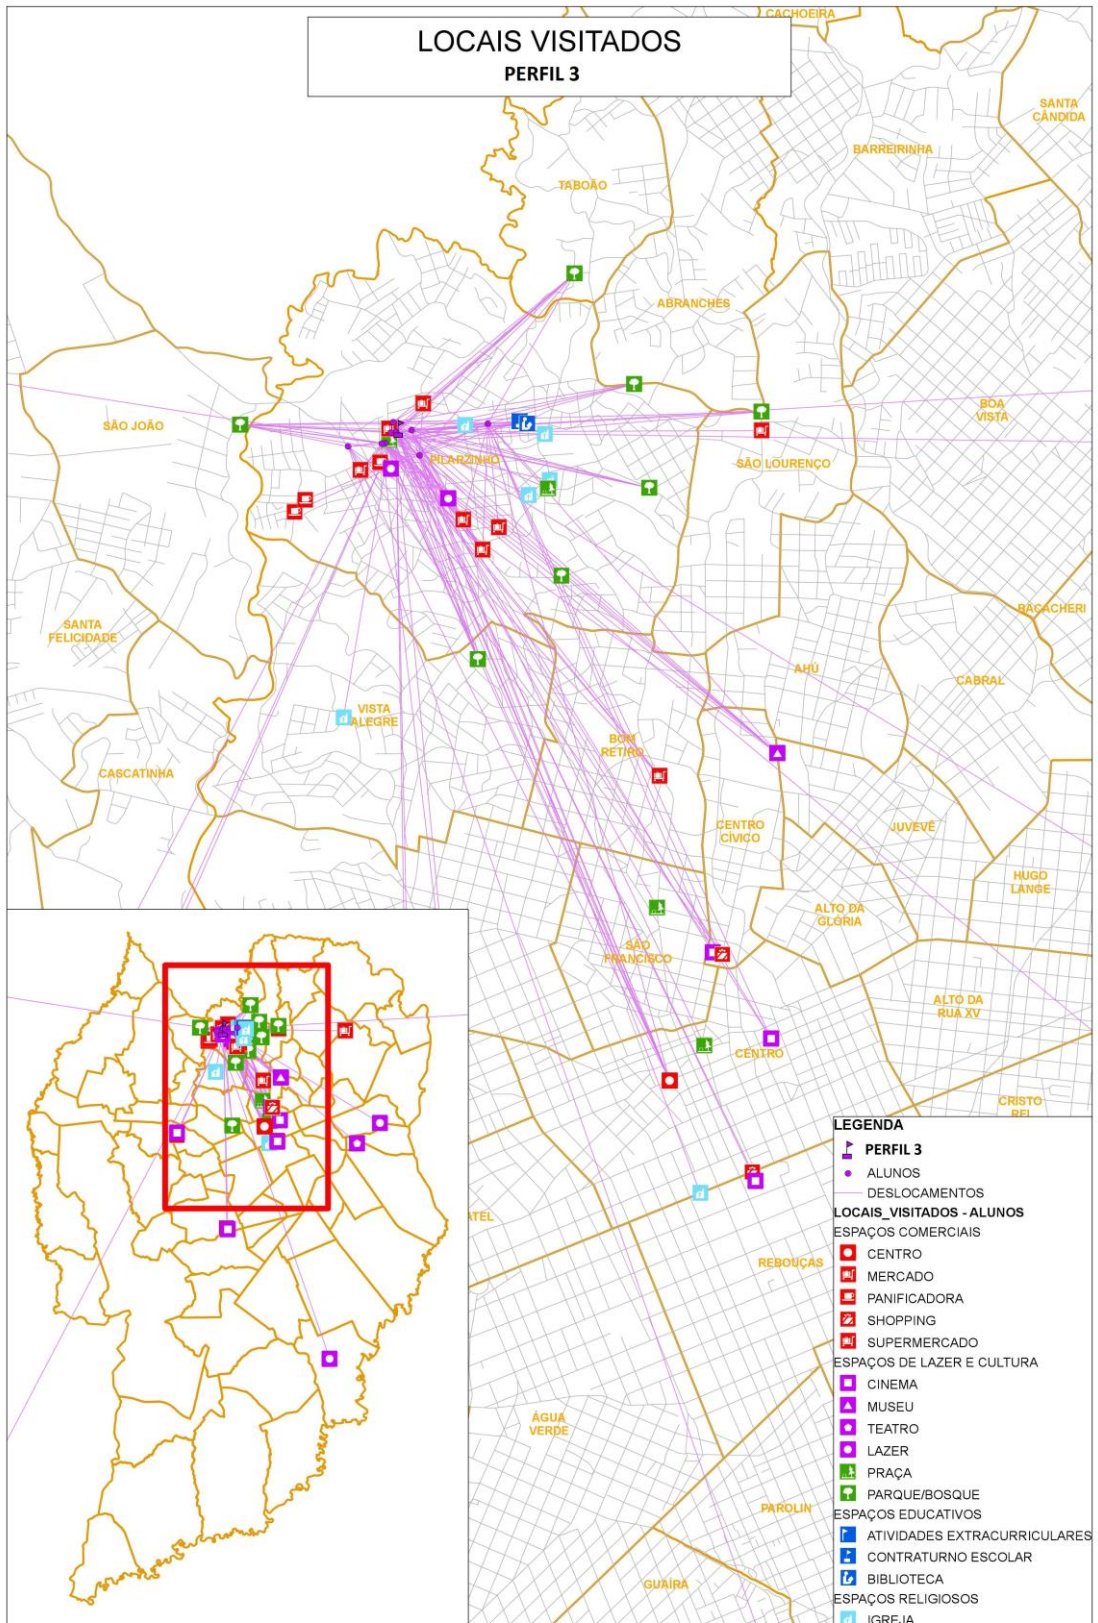 CACHOEIRA
LOCAIS VISITADOS
PERFIL 3
SANTA
CÂNDIDA
BARREIRINHA
TABOÃO
ABRANCHES
BOA
VISTA
SÃO JOÃO
PILARZINHO
SÃO LOURENÇO
BACACHERI
SANTA
FELICIDADE
AHÚ
CABRAL
VISTA
ALEGRE
BOM
RETIRO
CASCATINHA
CENTRO
CÍVICO
JUVEVÊ
HUGO
LANGE
ALTO DA
GLÓRIA
SÃO
FRANCISCO
ALTO DA
RUA XV
CENTRO
CRISTO
REI
ATEL
REBOUÇAS
ÁGUA
VERDE
PAROLIN
GUAÍRA
LEGENDA
PERFIL 3
ALUNOS
DESLOCAMENTOS
LOCAIS_VISITADOS - ALUNOS
ESPAÇOS COMERCIAIS
CENTRO
MERCADO
PANIFICADORA
SHOPPING
SUPERMERCADO
ESPAÇOS DE LAZER E CULTURA
CINEMA
MUSEU
TEATRO
LAZER
PRAÇA
PARQUE/BOSQUE
ESPAÇOS EDUCATIVOS
ATIVIDADES EXTRACURRICULARES
CONTRATURNO ESCOLAR
BIBLIOTECA
ESPAÇOS RELIGIOSOS
IGREJA